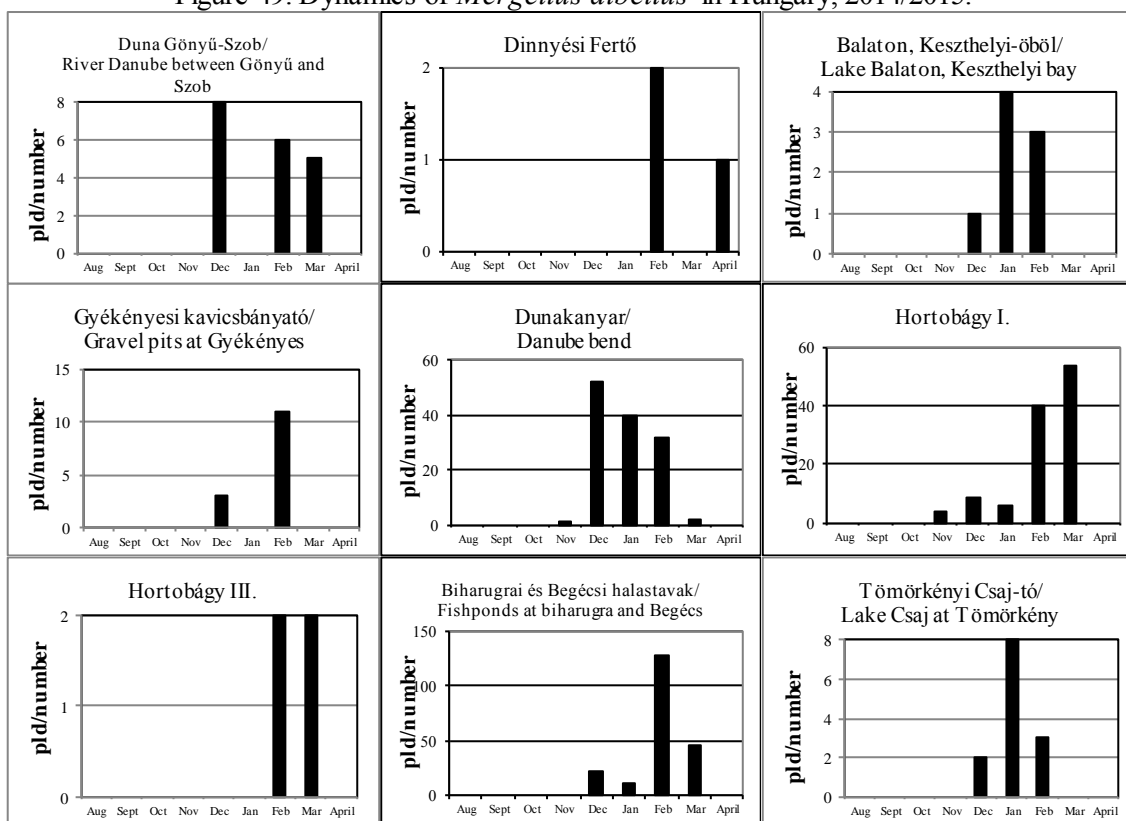 Figure 49. Dynamics of Mergellus albellus in Hungary, 2014/2015.
Duna Gönyű-Szob/
River Danube between Gönyű and
Szob
pld/number
8
6
4
2
0
Aug Sept Oct Nov Dec Jan Feb Mar April
Dinnyési Fertő
pld/number
2
1
0
Aug Sept Oct Nov Dec Jan Feb Mar April
Balaton, Keszthelyi-öböl/
Lake Balaton, Keszthelyi bay
pld/number
4
3
2
1
0
Aug Sept Oct Nov Dec Jan Feb Mar April
Gyékényesi kavicsbányató/
Gravel pits at Gyékényes
pld/number
15
10
5
0
Aug Sept Oct Nov Dec Jan Feb Mar April
Dunakanyar/
Danube bend
pld/number
60
40
20
0
Aug Sept Oct Nov Dec Jan Feb Mar April
Hortobágy I.
pld/number
60
40
20
0
Aug Sept Oct Nov Dec Jan Feb Mar April
Hortobágy III.
pld/number
2
1
0
Aug Sept Oct Nov Dec Jan Feb Mar April
Biharugrai és Begécsi halastavak/
Fishponds at biharugra and Begécs
pld/number
150
100
50
0
Aug Sept Oct Nov Dec Jan Feb Mar April
Tömörkényi Csaj-tó/
Lake Csaj at Tömörkény
pld/number
8
6
4
2
0
Aug Sept Oct Nov Dec Jan Feb Mar April